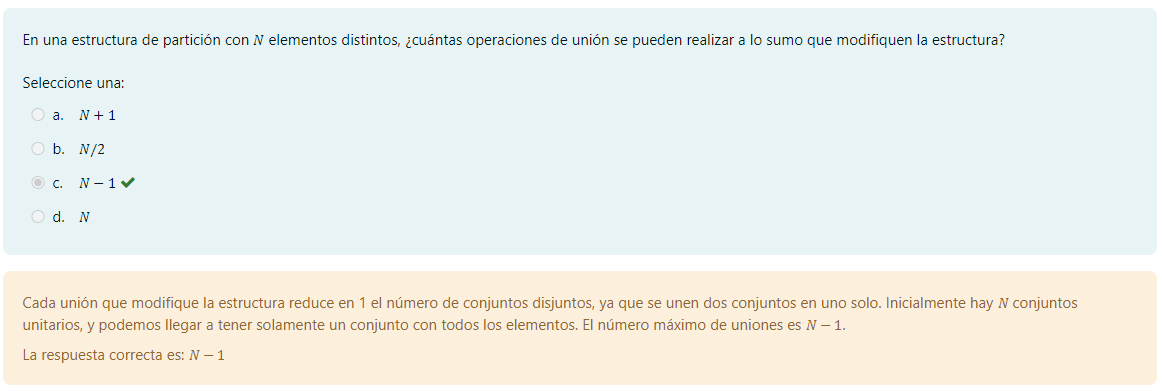 En una estructura de partición con N elementos distintos, ¿cuántas operaciones de unión se pueden realizar a lo sumo que modifiquen la estructura?
Seleccione una:
a. N + 1
b. N/2
c. N − 1
d. N
Cada unión que modifique la estructura reduce en 1 el número de conjuntos disjuntos, ya que se unen dos conjuntos en uno solo. Inicialmente hay N conjuntos
unitarios, y podemos llegar a tener solamente un conjunto con todos los elementos. El número máximo de uniones es N − 1.
La respuesta correcta es: N − 1